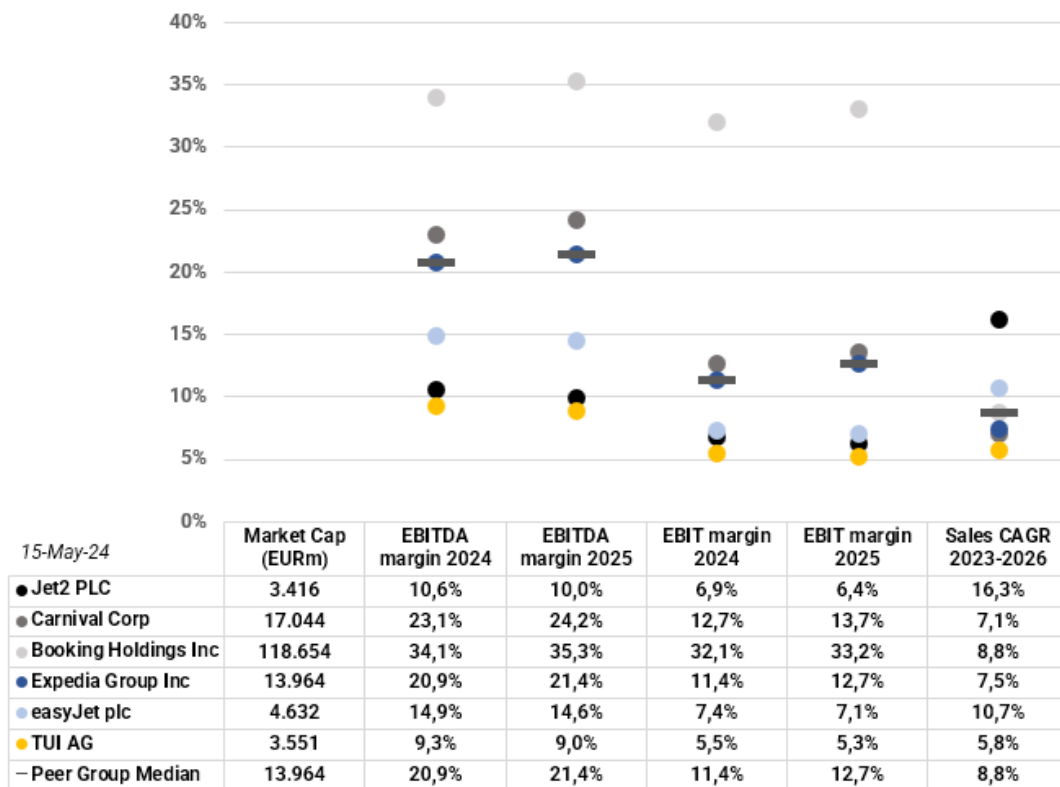 40%
35%
30%
25%
20%
15%
10%
5%
0%
15-May-24 Market Cap (EURm) EBITDA margin 2024 EBITDA margin 2025 EBIT margin 2024 EBIT margin 2025 Sales CAGR 2023-2026
Jet2 PLC 3.416 10,6% 10,0% 6,9% 6,4% 16,3%
Carnival Corp 17.044 23,1% 24,2% 12,7% 13,7% 7,1%
Booking Holdings Inc 118.654 34,1% 35,3% 32,1% 33,2% 8,8%
Expedia Group Inc 13.964 20,9% 21,4% 11,4% 12,7% 7,5%
easyJet plc 4.632 14,9% 14,6% 7,4% 7,1% 10,7%
TUI AG 3.551 9,3% 9,0% 5,5% 5,3% 5,8%
Peer Group Median 13.964 20,9% 21,4% 11,4% 12,7% 8,8%